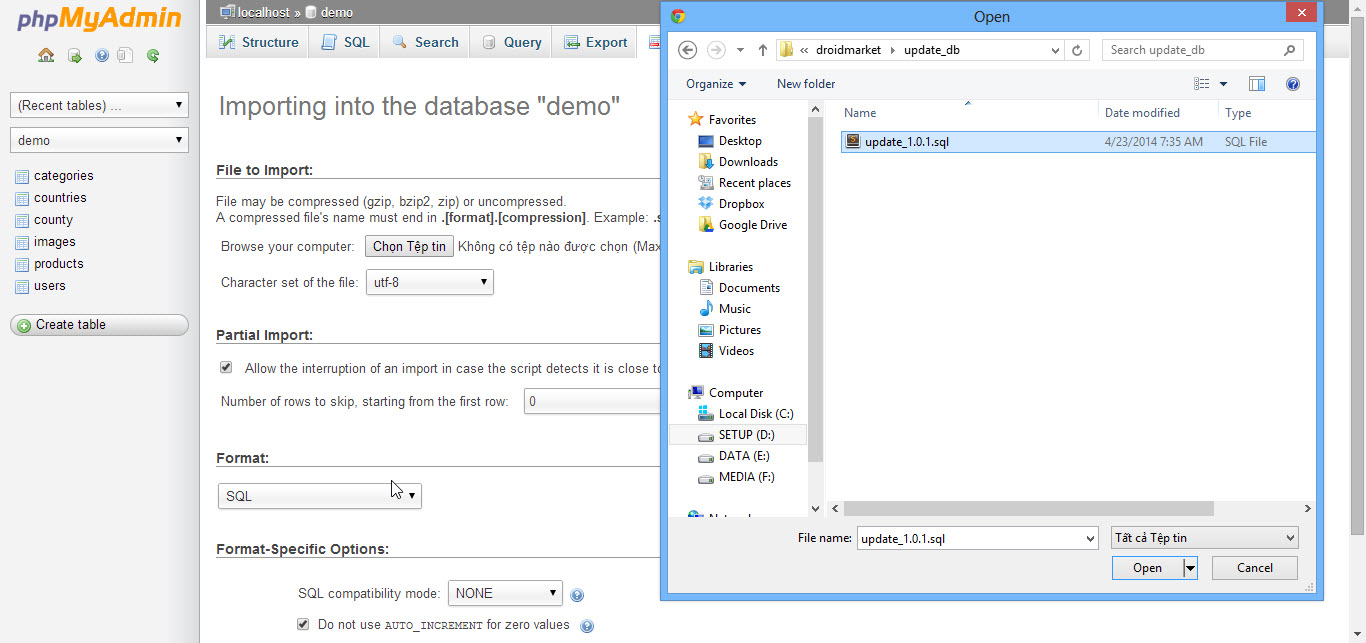 phpMyAdmin
(Recent tables) ...
demo
categories
countries
county
images
products
users
Create table
localhost » demo
Structure
SQL
Search
Query
Export
Importing into the database "demo"
File to Import:
File may be compressed (gzip, bzip2, zip) or uncompressed.
A compressed file's name must end in .[format].[compression]. Example: .s
Browse your computer: Chọn Tệp tin Không có tệp nào được chọn (Max
Character set of the file: utf-8
Partial Import:
Allow the interruption of an import in case the script detects it is close to
Number of rows to skip, starting from the first row: 0
Format:
SQL
Format-Specific Options:
SQL compatibility mode: NONE
Do not use AUTO_INCREMENT for zero values
Open
« droidmarket update_db
Search update_db
Organize New folder
Name Date modified Type
update_1.0.1.sql 4/23/2014 7:35 AM SQL File
Favorites
Desktop
Downloads
Recent places
Dropbox
Google Drive
Libraries
Documents
Music
Pictures
Videos
Computer
Local Disk (C:)
SETUP (D:)
DATA (E:)
MEDIA (F:)
File name: update_1.0.1.sql Tất cả Tệp tin
Open Cancel